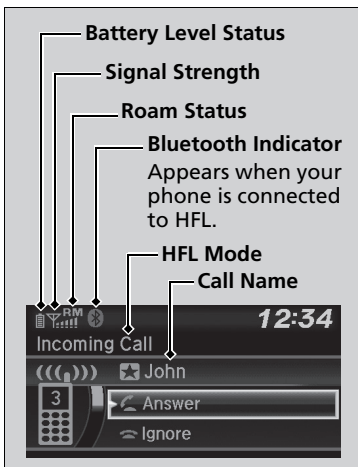 Battery Level Status
Signal Strength
Roam Status
Bluetooth Indicator
Appears when your
phone is connected
to HFL.
HFL Mode
Call Name
RM
12:34
Incoming Call
John
3
Answer
Ignore